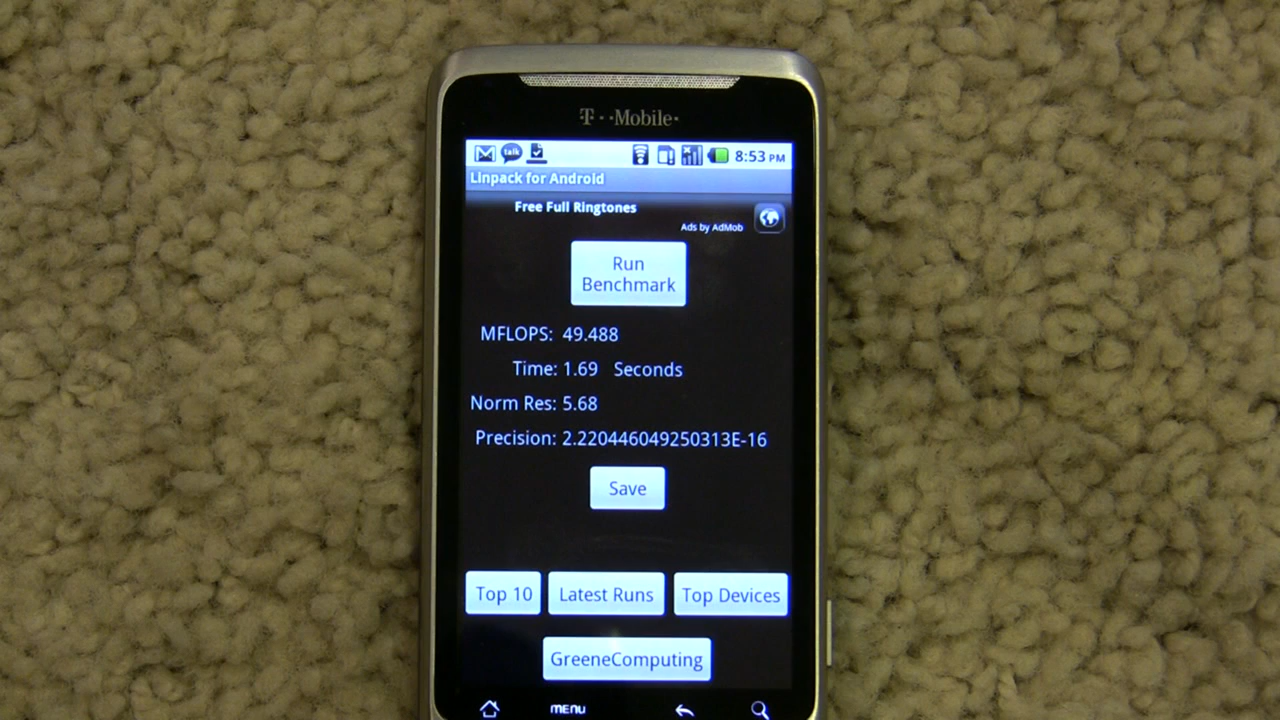 T··Mobile·
talk
8:53 PM
Linpack for Android
Free Full Ringtones
Ads by AdMob
Run
Benchmark
MFLOPS: 49.488
Time: 1.69 Seconds
Norm Res: 5.68
Precision: 2.220446049250313E-16
Save
Top 10 Latest Runs Top Devices
GreeneComputing
MENU